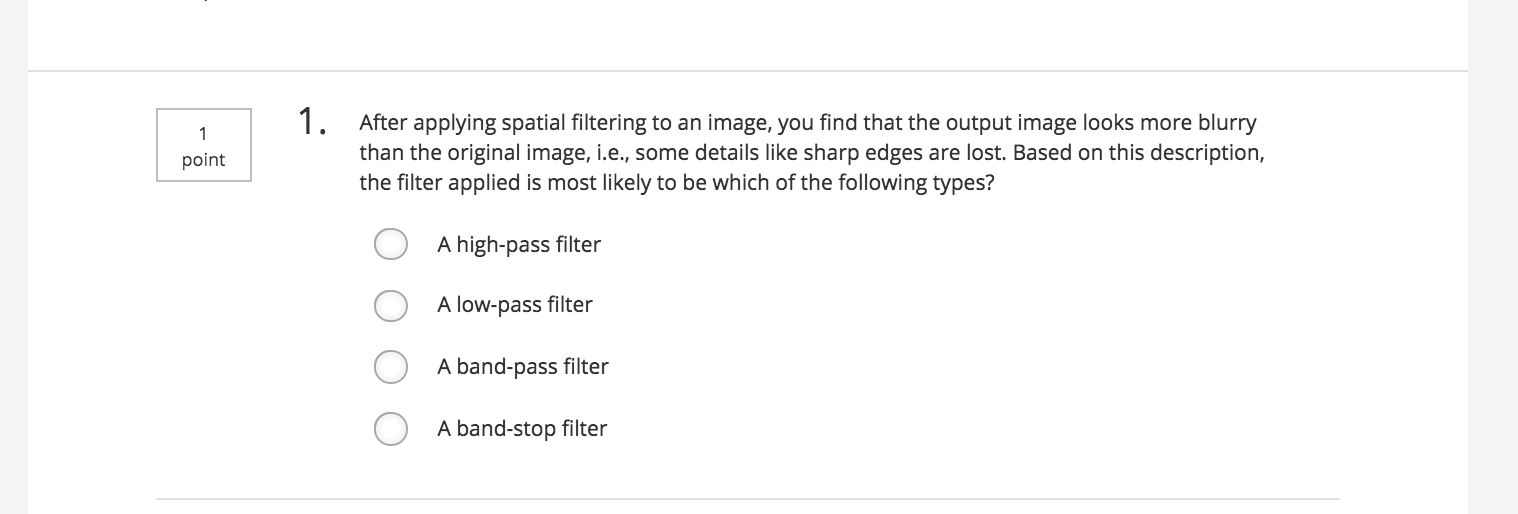 1
point
1.
After applying spatial filtering to an image, you find that the output image looks more blurry
than the original image, i.e., some details like sharp edges are lost. Based on this description,
the filter applied is most likely to be which of the following types?
A high-pass filter
A low-pass filter
A band-pass filter
A band-stop filter